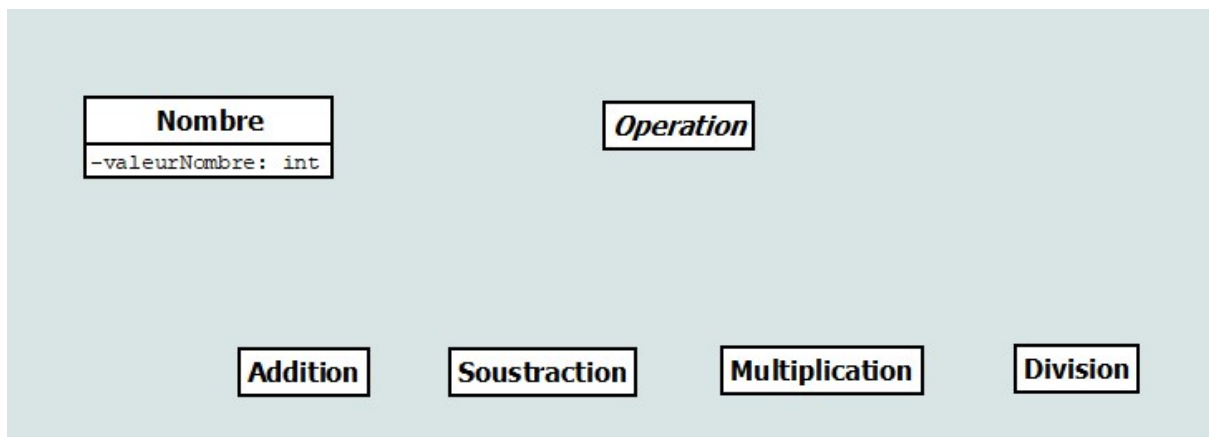 Nombre
-valeurNombre: int
Operation
Addition
Soustraction
Multiplication
Division